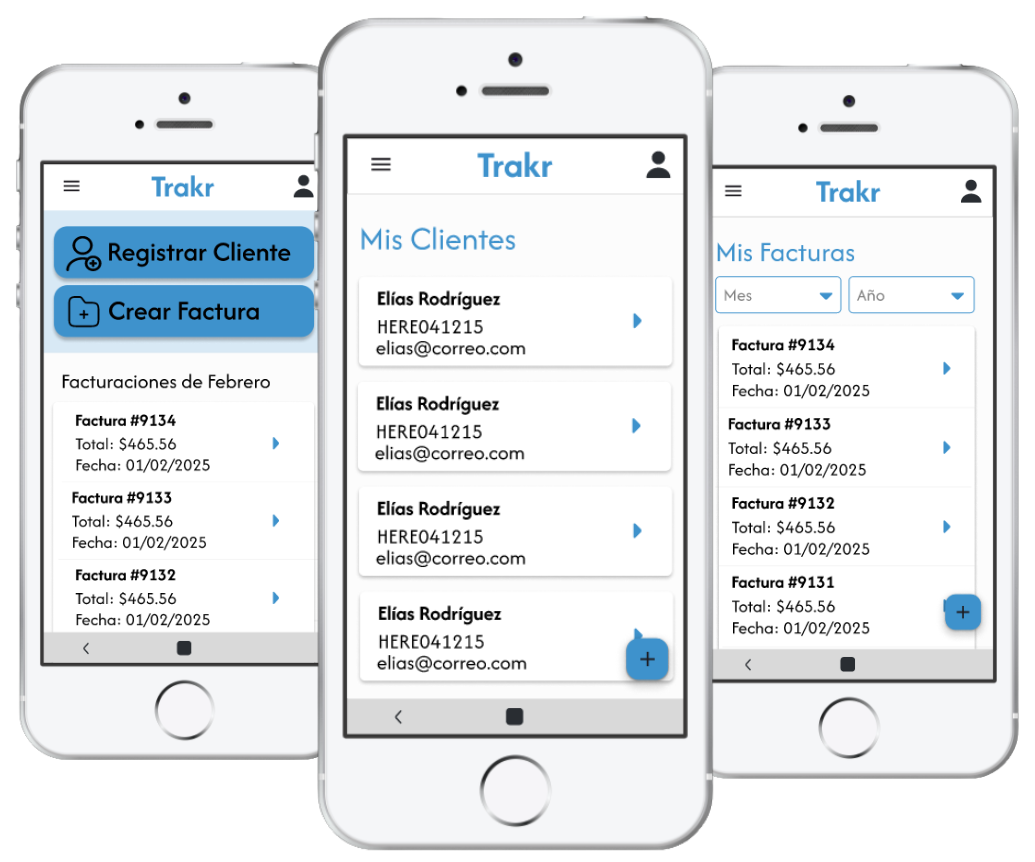 Trakr
Registrar Cliente
Crear Factura
Facturaciones de Febrero
Factura #9134
Total: $465.56
Fecha: 01/02/2025
Factura #9133
Total: $465.56
Fecha: 01/02/2025
Factura #9132
Total: $465.56
Fecha: 01/02/2025
Trakr
Mis Clientes
Elías Rodríguez
HERE041215
elias@correo.com
Elías Rodríguez
HERE041215
elias@correo.com
Elías Rodríguez
HERE041215
elias@correo.com
Elías Rodríguez
HERE041215
elias@correo.com
Trakr
Mis Facturas
Mes
Año
Factura #9134
Total: $465.56
Fecha: 01/02/2025
Factura #9133
Total: $465.56
Fecha: 01/02/2025
Factura #9132
Total: $465.56
Fecha: 01/02/2025
Factura #9131
Total: $465.56
Fecha: 01/02/2025